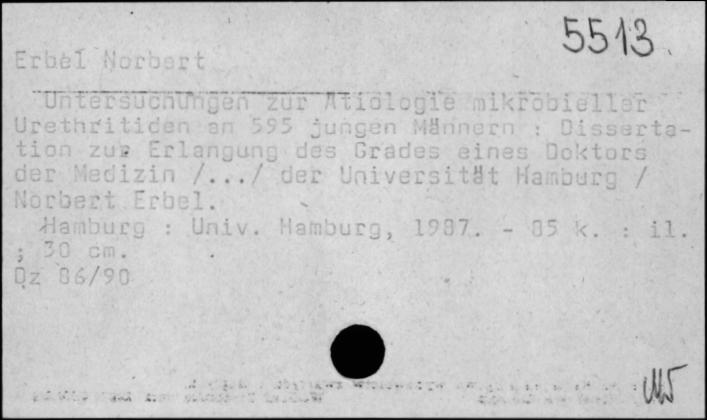 5513
Erbel Norbert
Untersuchungen zur Ätiologie mikrobieller
Urethritiden an 595 jungen Männern : Disserta-
tion zur Erlangung des Grades eines Doktors
der Medizin /.../ der Universität Hamburg /
Norbert Erbel.
Hamburg : Univ. Hamburg, 1987. - 85 k. : il.
; 30 cm.
Dz 86/90